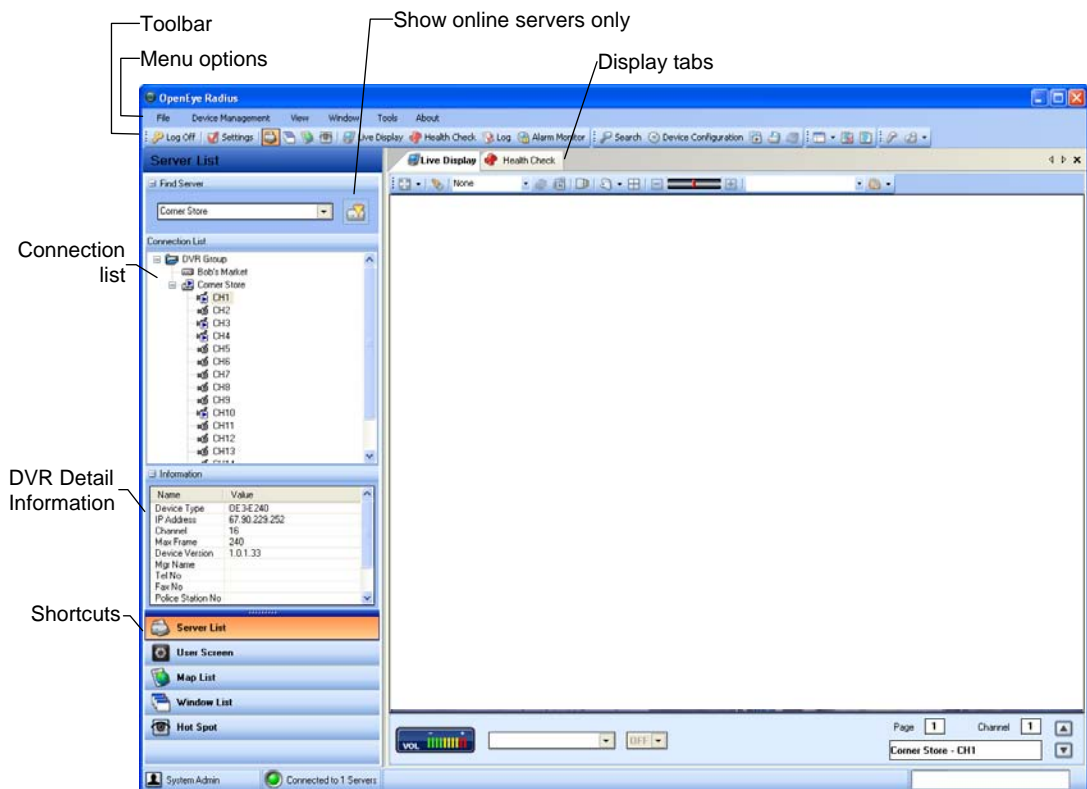 Toolbar
Show online servers only
Menu options
Display tabs
OpenEye Radius
File Device Management View Window Tools About
Log Off Settings Live Display Health Check Log Alarm Monitor Search Device Configuration
Server List
Live Display Health Check
Find Server
None
Corner Store
Connection List
Connection
list
DVR Group
Bob's Market
Corner Store
CH1
CH2
CH3
CH4
CH5
CH6
CH7
CH8
CH9
CH10
CH11
CH12
CH13
Information
DVR Detail
Information
Name Value
Device Type OE3-E240
IP Address 67.90.229.252
Channel 16
Max Frame 240
Device Version 1.0.1.33
Mgr Name
Tel No
Fax No
Police Station No
Shortcuts
Server List
User Screen
Map List
Window List
Hot Spot
VOL
OFF
Page 1 Channel 1
Corner Store - CH1
System Admin Connected to 1 Servers